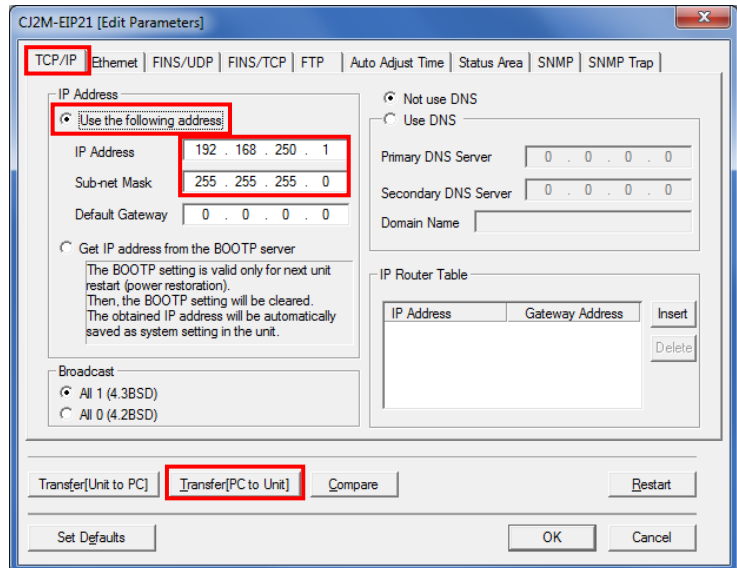 CJ2M-EIP21 [Edit Parameters]
TCP/IP Ethernet FINS/UDP FINS/TCP FTP Auto Adjust Time Status Area SNMP SNMP Trap
IP Address
Use the following address
IP Address 192 . 168 . 250 . 1
Sub-net Mask 255 . 255 . 255 . 0
Default Gateway 0 . 0 . 0 . 0
Get IP address from the BOOTP server
The BOOTP setting is valid only for next unit
restart (power restoration).
Then, the BOOTP setting will be cleared.
The obtained IP address will be automatically
saved as system setting in the unit.
Broadcast
All 1 (4.3BSD)
All 0 (4.2BSD)
Not use DNS
Use DNS
Primary DNS Server 0 . 0 . 0 . 0
Secondary DNS Server 0 . 0 . 0 . 0
Domain Name
IP Router Table
IP Address Gateway Address
Insert
Delete
Transfer[Unit to PC] Transfer[PC to Unit] Compare Restart
Set Defaults OK Cancel